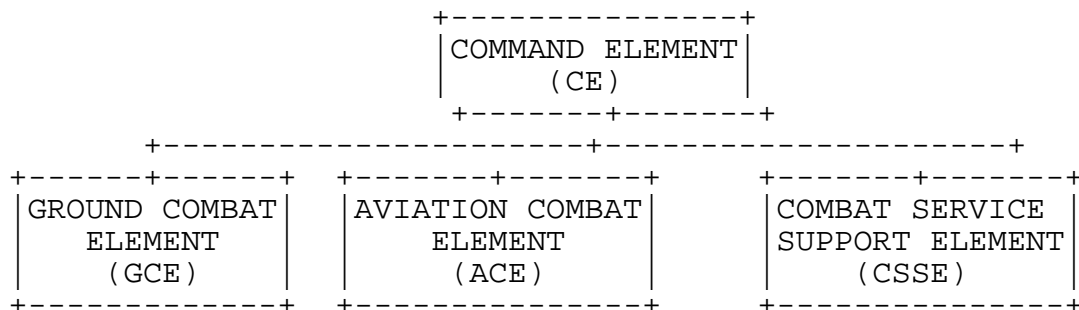 COMMAND ELEMENT
(CE)
GROUND COMBAT
ELEMENT
(GCE)
AVIATION COMBAT
ELEMENT
(ACE)
COMBAT SERVICE
SUPPORT ELEMENT
(CSSE)